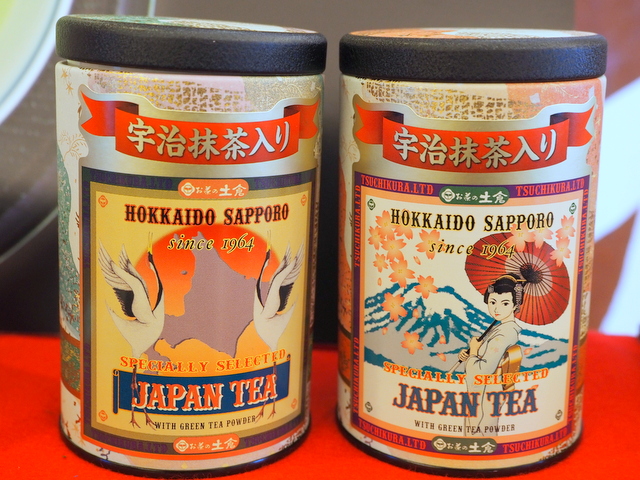 宇治抹茶入り
お茶の土倉
HOKKAIDO SAPPORO
since 1964
SPECIALLY SELECTED
JAPAN TEA
WITH GREEN TEA POWDER
お茶の土倉
宇治抹茶入り
TSUCHIKURA.LTD お茶の土倉 TSUCHIKURA.LTD
HOKKAIDO SAPPORO
since 1964
SPECIALLY SELECTED
JAPAN TEA
WITH GREEN TEA POWDER
TSUCHIKURA.LTD お茶の土倉 TSUCHIKURA.LTD